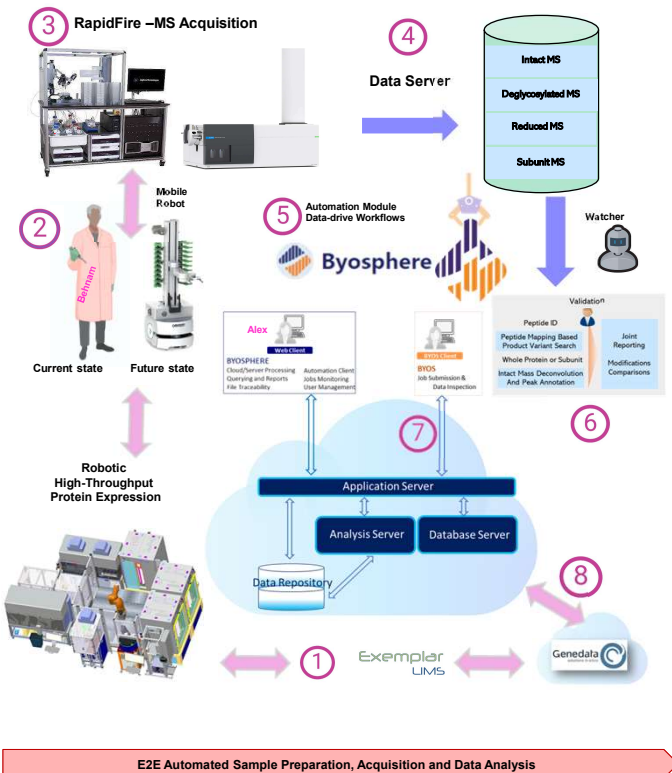 3
RapidFire –MS Acquisition
4
Data Server
Intact MS
Deglycosylated MS
Reduced MS
Subunit MS
Mobile
Robot
2
Behnam
Current state
Future state
5
Automation Module
Data-drive Workflows
Byosphere
Watcher
Validation
Peptide ID
Peptide Mapping Based
Product Variant Search
Whole Protein or Subunit
Intact Mass Deconvolution
And Peak Annotation
Joint
Reporting
Modifications
Comparisons
6
Alex
Web Client
BYOSPHERE
Cloud/Server Processing
Querying and Reports
File Traceability
Automation Client
Jobs Monitoring
User Management
BYOS Client
BYOS
Job Submission &
Data Inspection
7
Application Server
Analysis Server
Database Server
Data Repository
Robotic
High-Throughput
Protein Expression
8
1
Exemplar
LIMS
Genedata
E2E Automated Sample Preparation, Acquisition and Data Analysis